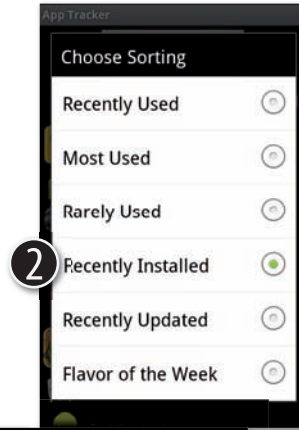 App Tracker
Choose Sorting
Recently Used
Most Used
Rarely Used
2
Recently Installed
Recently Updated
Flavor of the Week